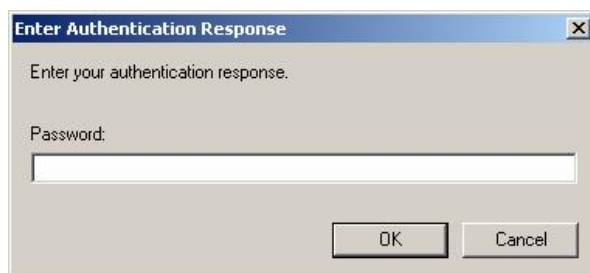 Enter Authentication Response
Enter your authentication response.
Password:
OK Cancel